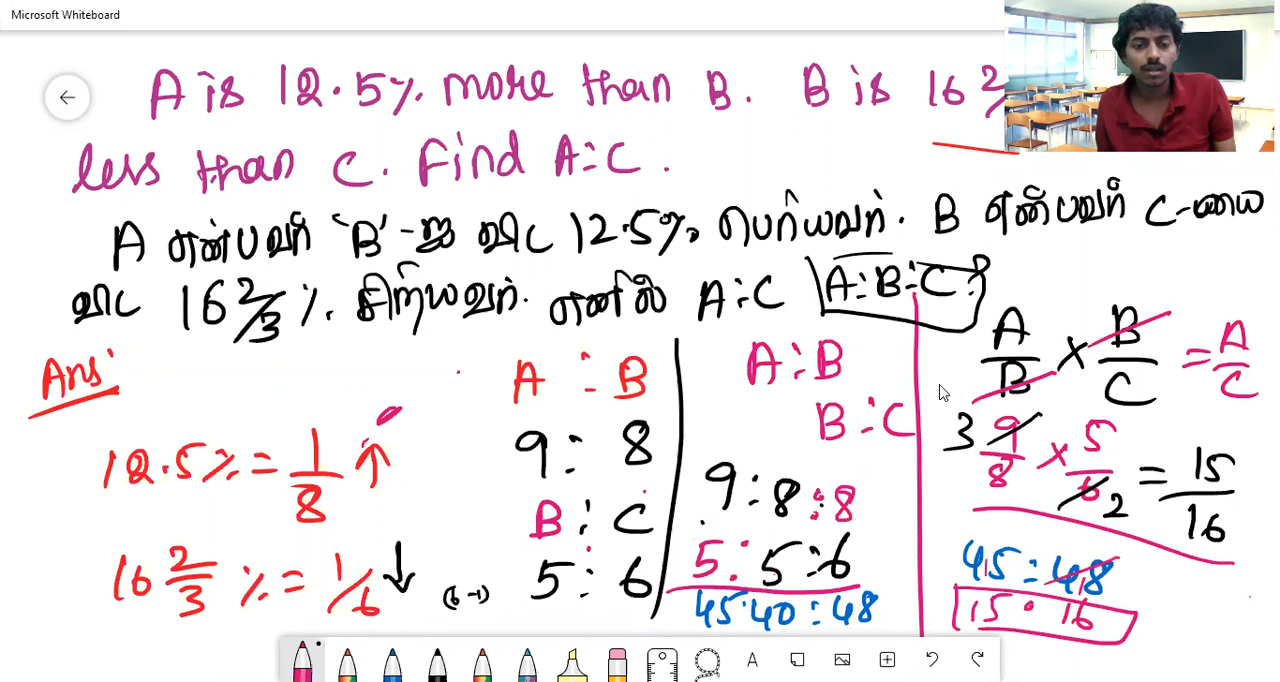 Microsoft Whiteboard
A is 12.5% more than B. B is 16 2/
less than C. Find A:C.
A என்பவர் 'B'-ஐ விட 12.5% பெரியவர். B என்பவர் C-யை
விட 16 2/3 %. சிறியவர். எனில் A:C A:B:C?
Ans:
12.5% = 1/8 ↑
16 2/3 % = 1/6 ↓
(6-1)
A : B
9 : 8
B : C
5 : 6
A : B
B : C
9 : 8 : 8
5 : 5 : 6
45:40:48
A/B × B/C = A/C
3 9/8 × 5/6 2 = 15/16
45 : 48
15 : 16
A